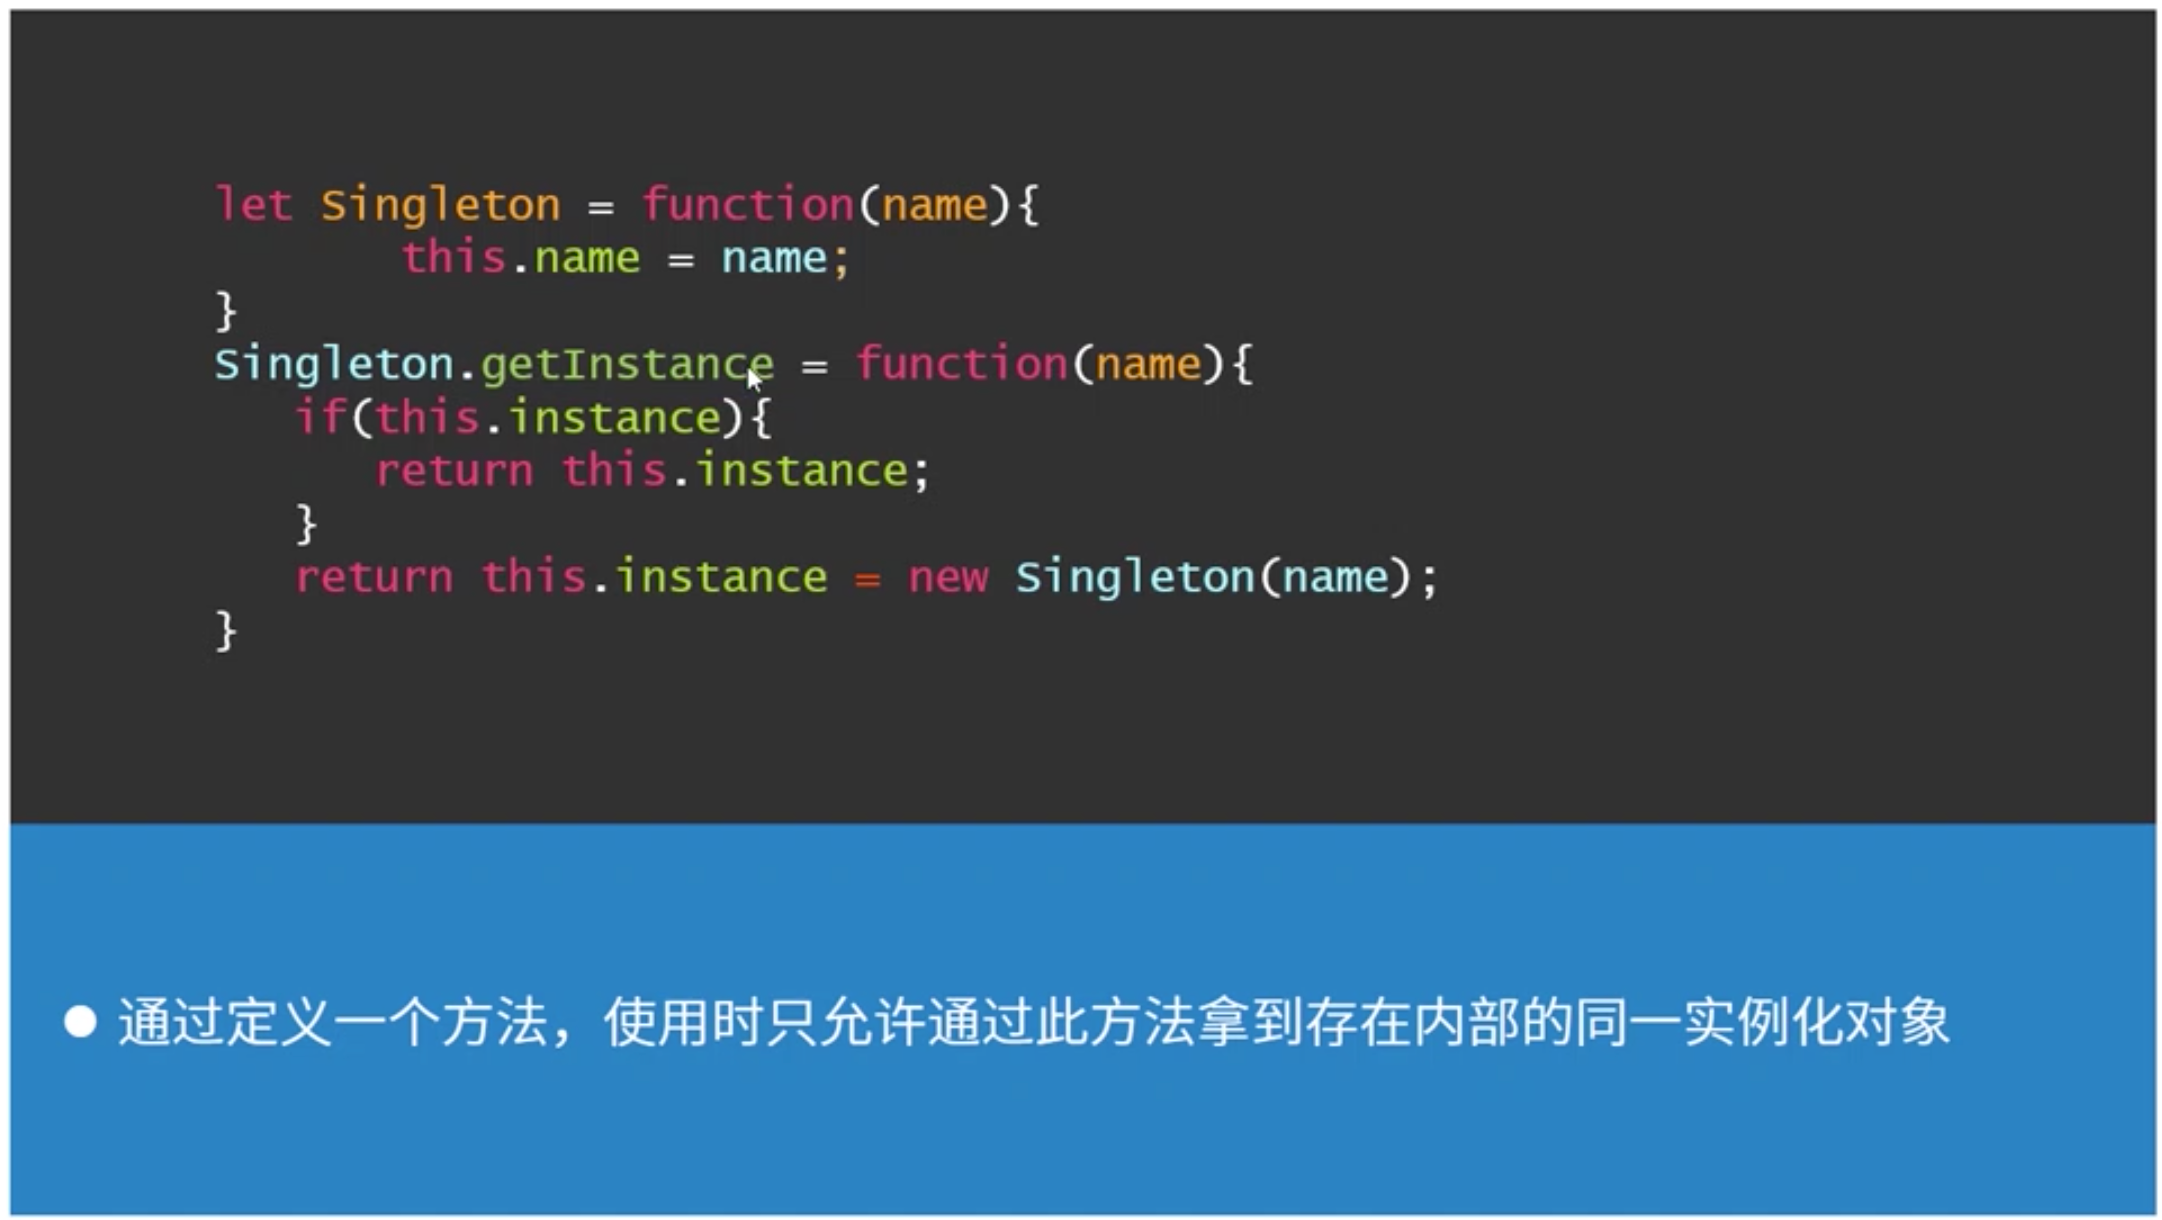 let Singleton = function(name){
this.name = name;
}
Singleton.getInstance = function(name){
if(this.instance){
return this.instance;
}
return this.instance = new Singleton(name);
}
● 通过定义一个方法，使用时只允许通过此方法拿到存在内部的同一实例化对象